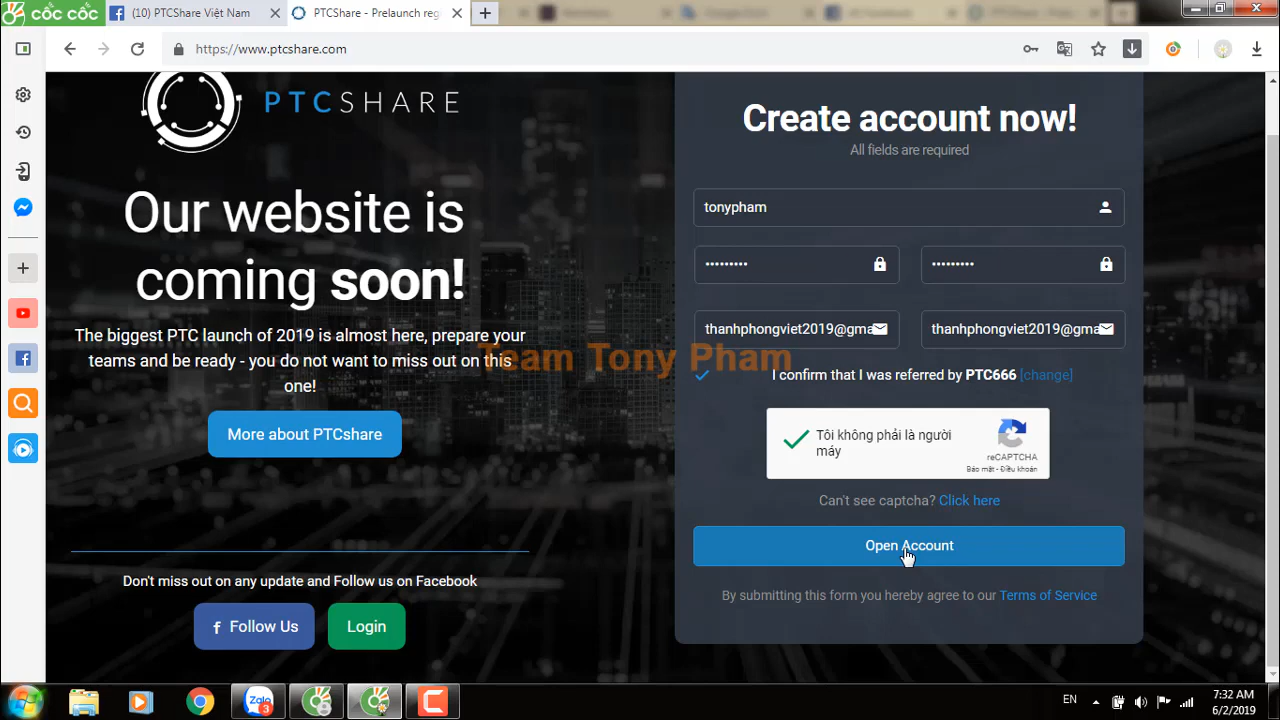 cốc cốc
(10) PTCShare Việt Nam
PTCShare - Prelaunch reg
https://www.ptcshare.com
PTCSHARE
Our website is
coming soon!
The biggest PTC launch of 2019 is almost here, prepare your
teams and be ready - you do not want to miss out on this
one!
More about PTCshare
Don't miss out on any update and Follow us on Facebook
f Follow Us
Login
Create account now!
All fields are required
tonypham
••••••••• •••••••••
thanhphongviet2019@gma thanhphongviet2019@gma
Team Tony Pham
I confirm that I was referred by PTC666 [change]
Tôi không phải là người
máy
reCAPTCHA
Bảo mật - Điều khoản
Can't see captcha? Click here
Open Account
By submitting this form you hereby agree to our Terms of Service
Zalo
3
EN
7:32 AM
6/2/2019